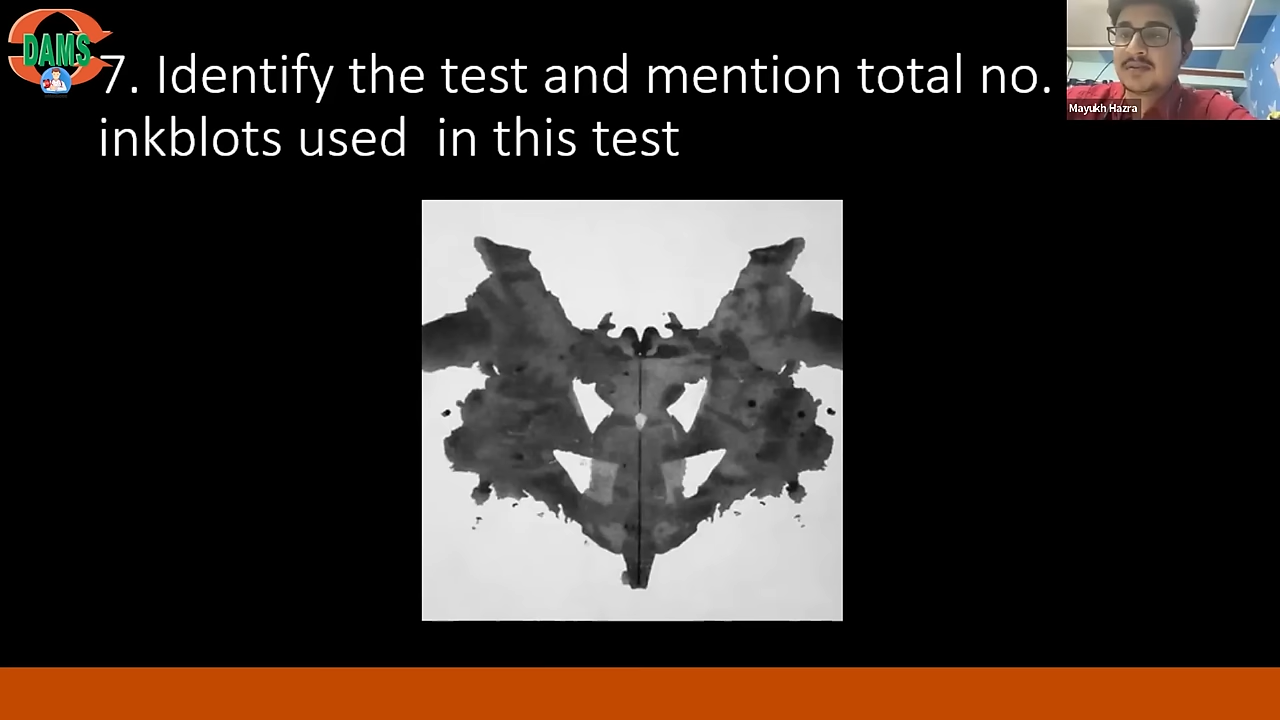 DAMS
7. Identify the test and mention total no.
inkblots used  in this test
Mayukh Hazra